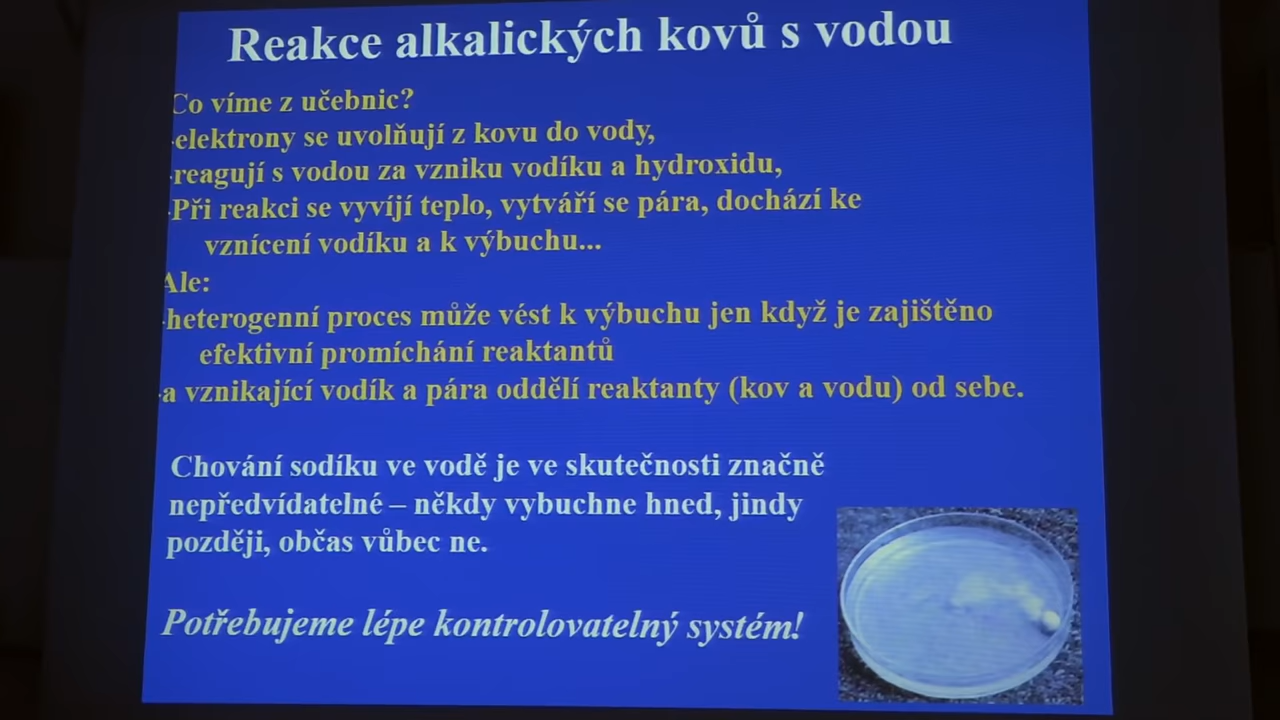 Reakce alkalických kovů s vodou
Co víme z učebnic?
-elektrony se uvolňují z kovu do vody,
-reagují s vodou za vzniku vodíku a hydroxidu,
-Při reakci se vyvíjí teplo, vytváří se pára, dochází ke
vznícení vodíku a k výbuchu...
Ale:
-heterogenní proces může vést k výbuchu jen když je zajištěno
efektivní promíchání reaktantů
-a vznikající vodík a pára oddělí reaktanty (kov a vodu) od sebe.
Chování sodíku ve vodě je ve skutečnosti značně
nepředvídatelné – někdy vybuchne hned, jindy
později, občas vůbec ne.
Potřebujeme lépe kontrolovatelný systém!